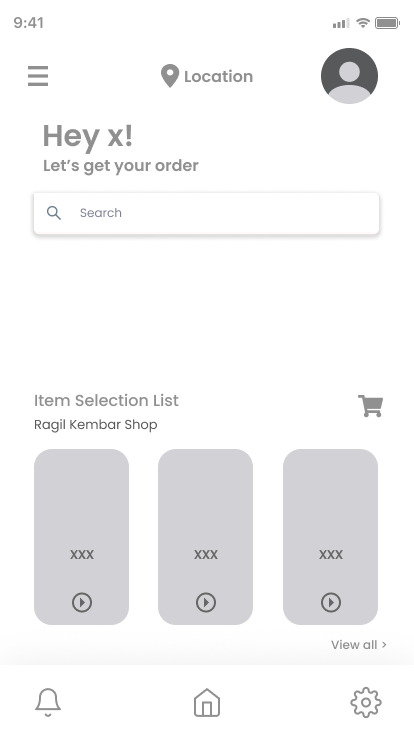 9:41
Location
Hey x!
Let’s get your order
Search
Item Selection List
Ragil Kembar Shop
xxx xxx xxx
View all >